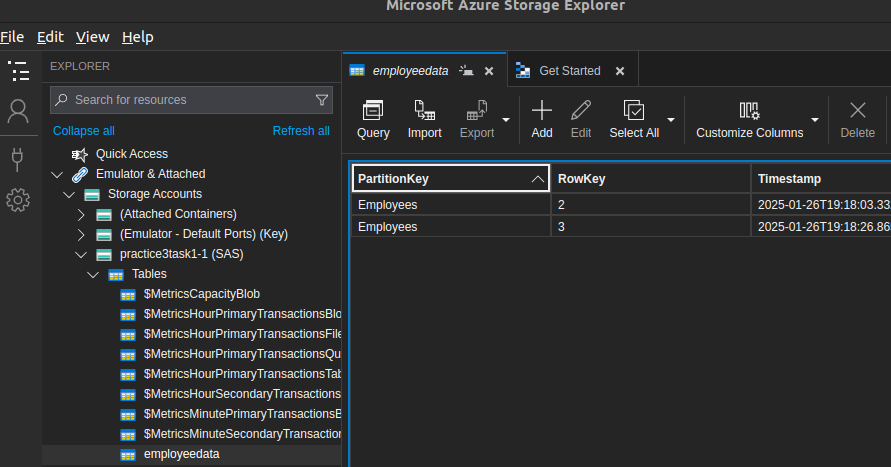 Microsoft Azure Storage Explorer
File Edit View Help
EXPLORER
Search for resources
Collapse all Refresh all
Quick Access
Emulator & Attached
Storage Accounts
(Attached Containers)
(Emulator - Default Ports) (Key)
practice3task1-1 (SAS)
Tables
$MetricsCapacityBlob
$MetricsHourPrimaryTransactionsBlo
$MetricsHourPrimaryTransactionsFile
$MetricsHourPrimaryTransactionsQu
$MetricsHourPrimaryTransactionsTab
$MetricsHourSecondaryTransactions
$MetricsMinutePrimaryTransactionsB
$MetricsMinuteSecondaryTransaction
employeedata
employeedata Get Started
Query Import Export Add Edit Select All Customize Columns Delete
PartitionKey RowKey Timestamp
Employees 2 2025-01-26T19:18:03.33
Employees 3 2025-01-26T19:18:26.86